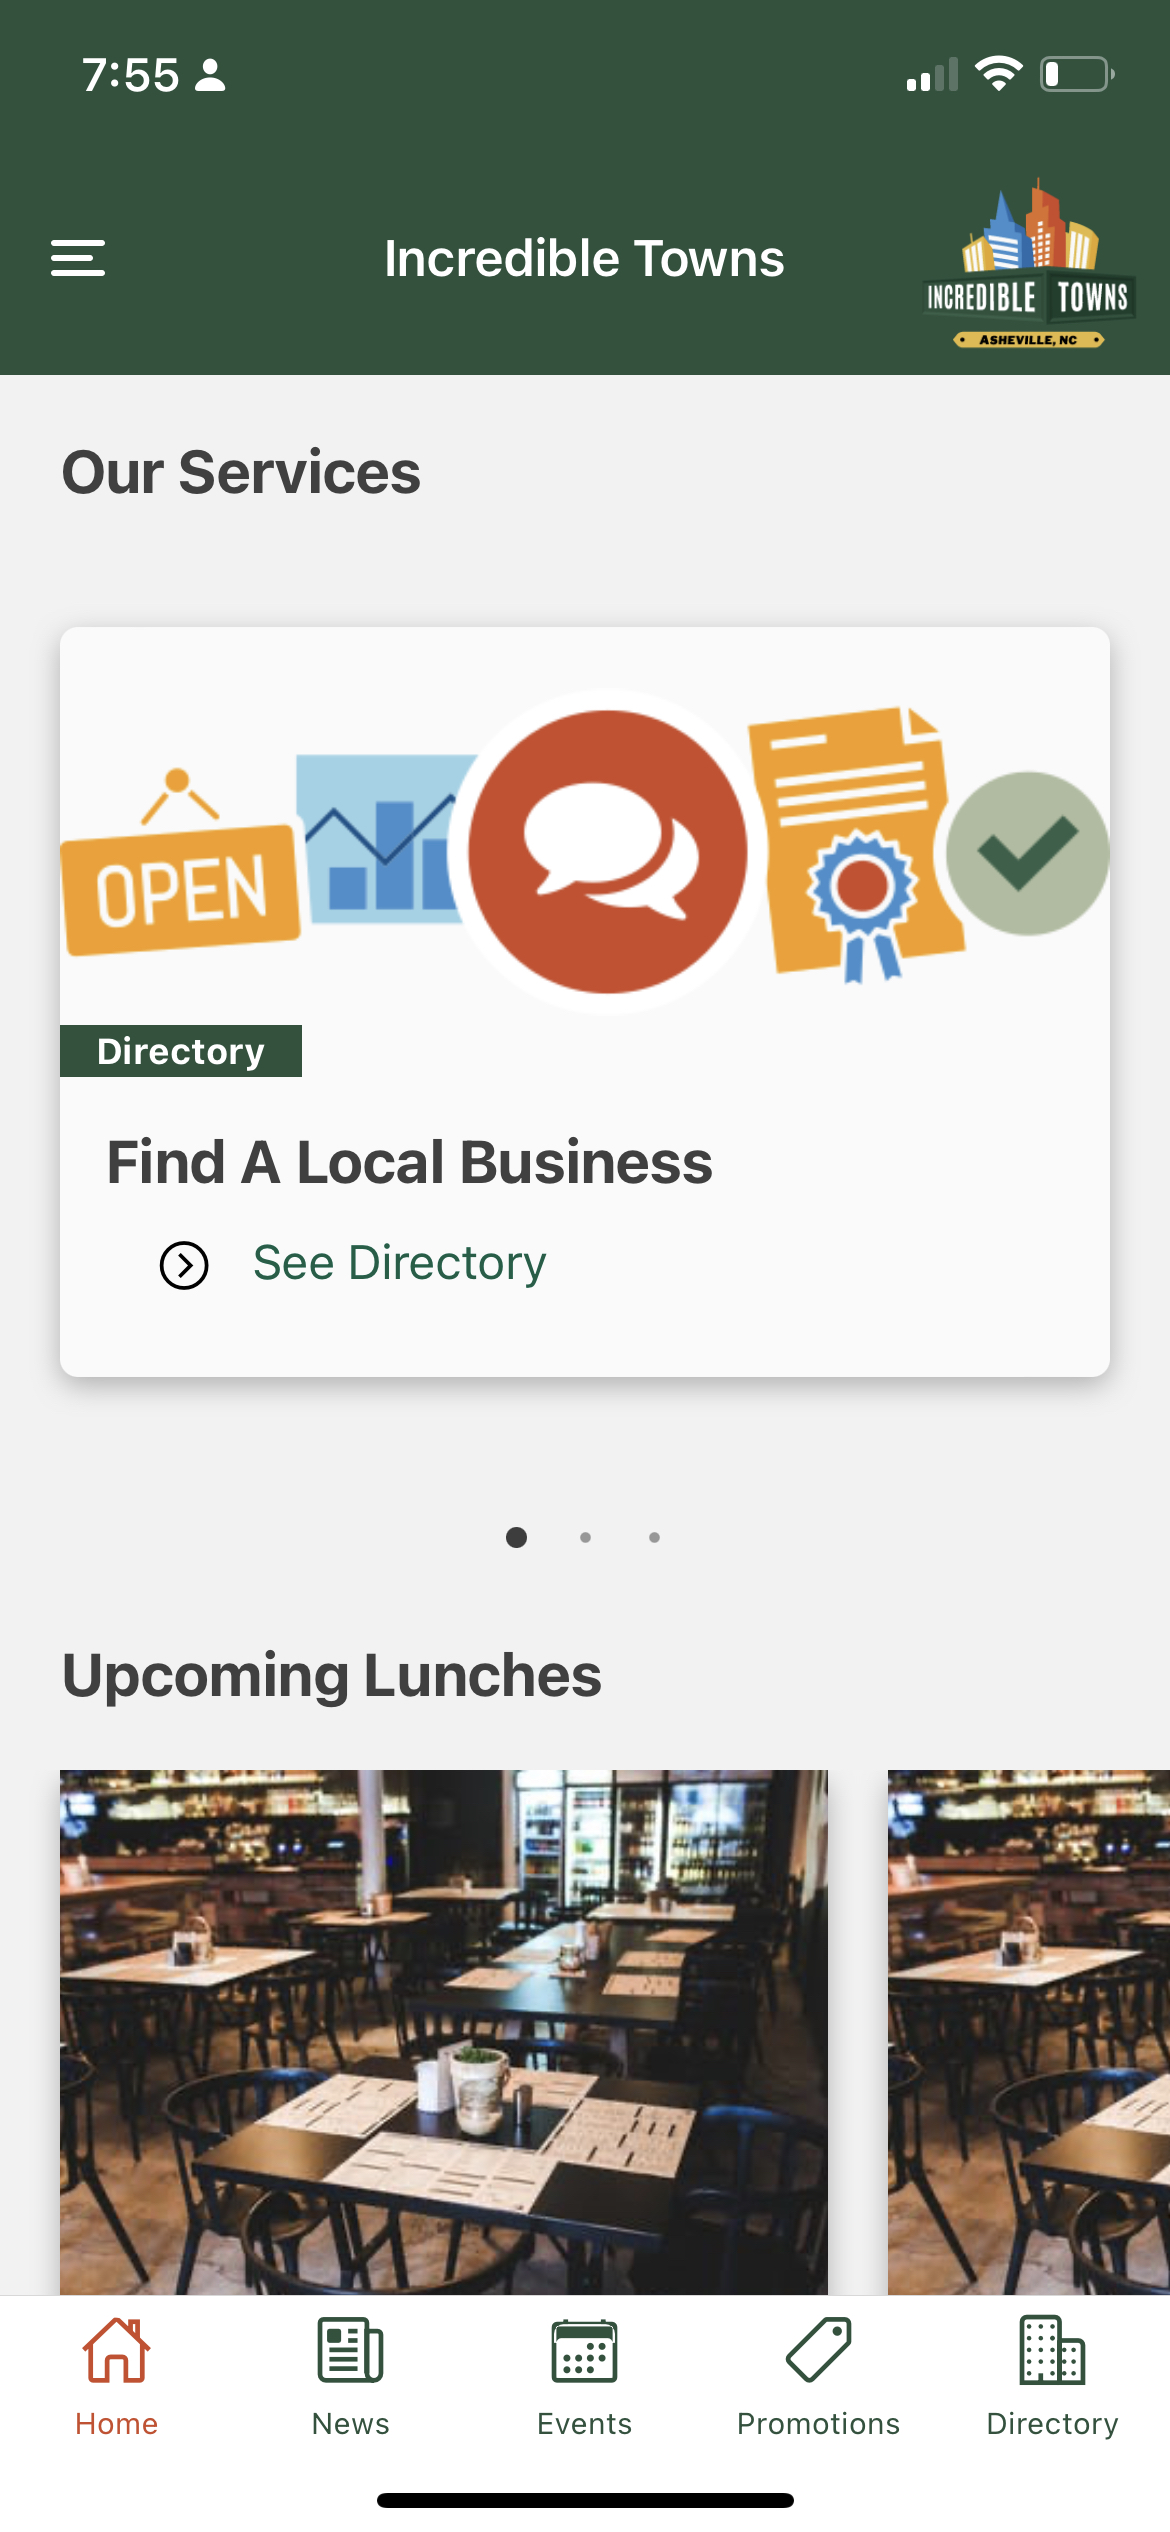 7:55
Incredible Towns
INCREDIBLE TOWNS
ASHEVILLE, NC
Our Services
OPEN
Directory
Find A Local Business
See Directory
Upcoming Lunches
Home
News
Events
Promotions
Directory